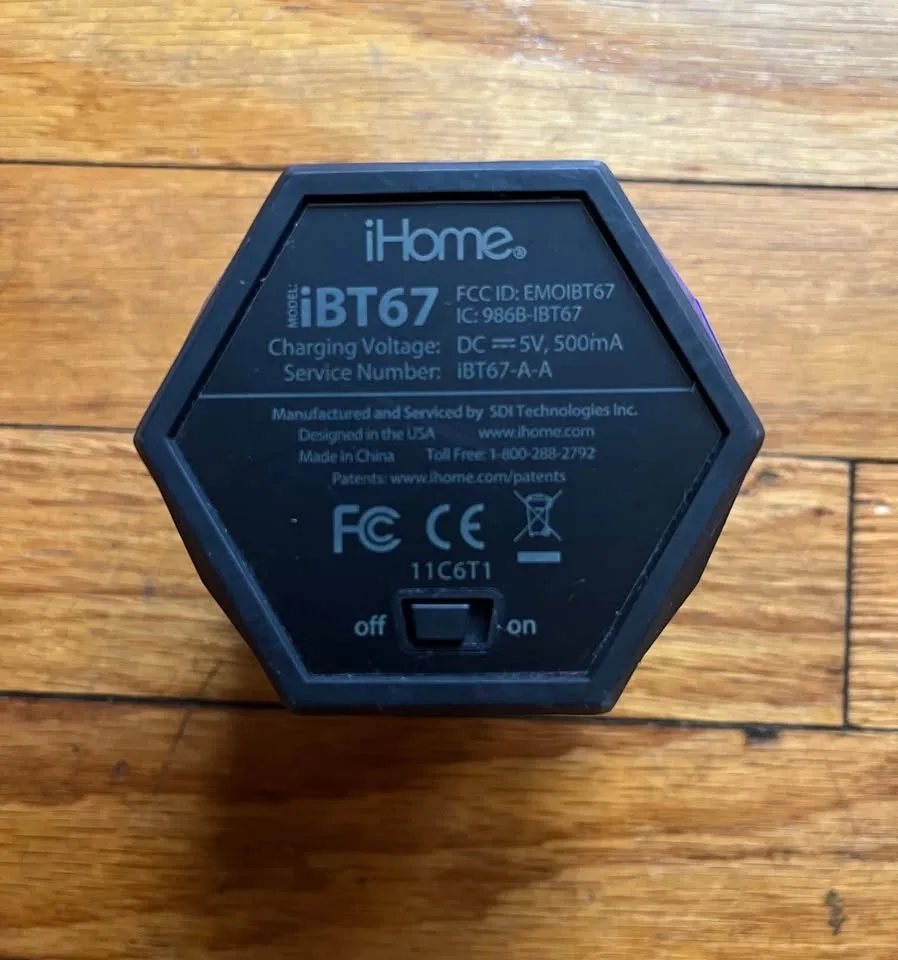 iHome®
MODEL: iBT67
FCC ID: EMOIBT67
IC: 986B-IBT67
Charging Voltage: DC ⎓ 5V, 500mA
Service Number: iBT67-A-A
Manufactured and Serviced by SDI Technologies Inc.
Designed in the USA www.ihome.com
Made in China Toll Free: 1-800-288-2792
Patents: www.ihome.com/patents
FC CE
11C6T1
off on